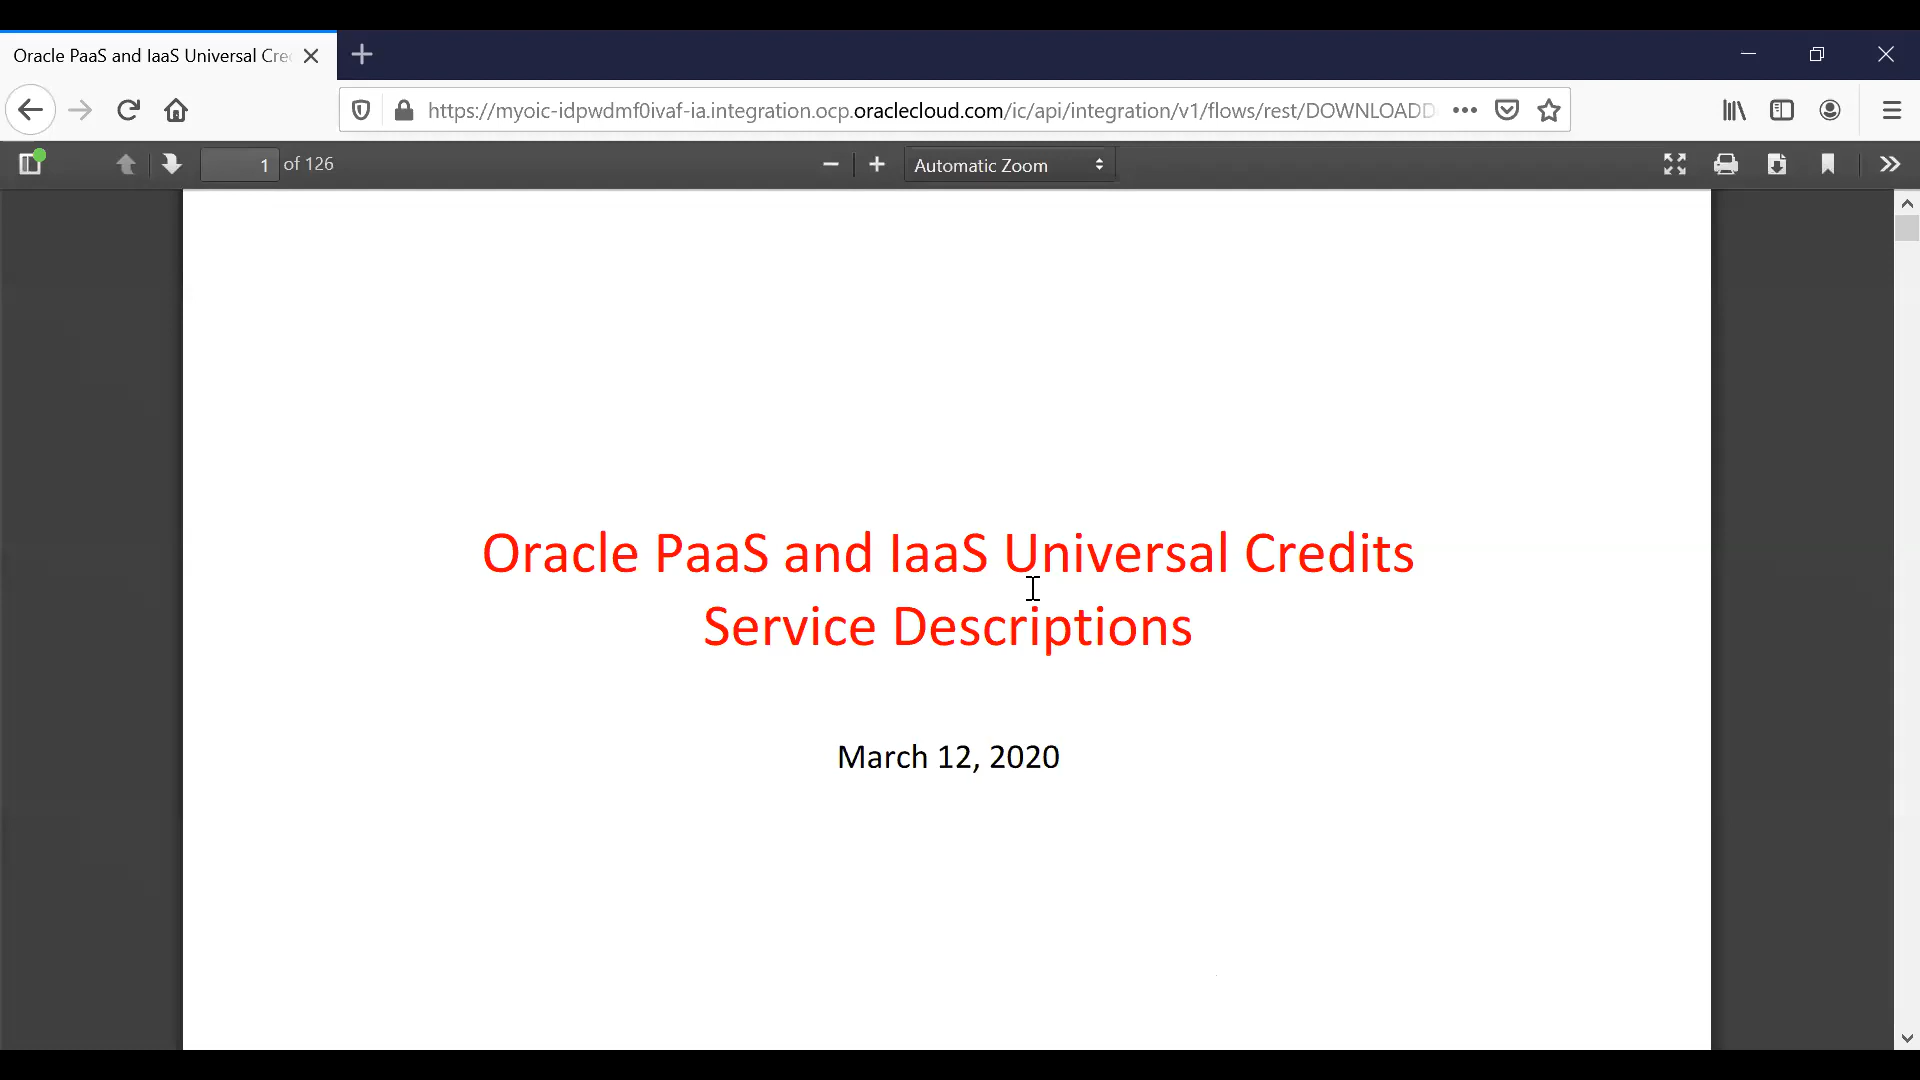 Oracle PaaS and IaaS Universal Cre
https://myoic-idpwdmf0ivaf-ia.integration.ocp.oraclecloud.com/ic/api/integration/v1/flows/rest/DOWNLOADD
1 of 126
Automatic Zoom
Oracle PaaS and IaaS Universal Credits
Service Descriptions
March 12, 2020